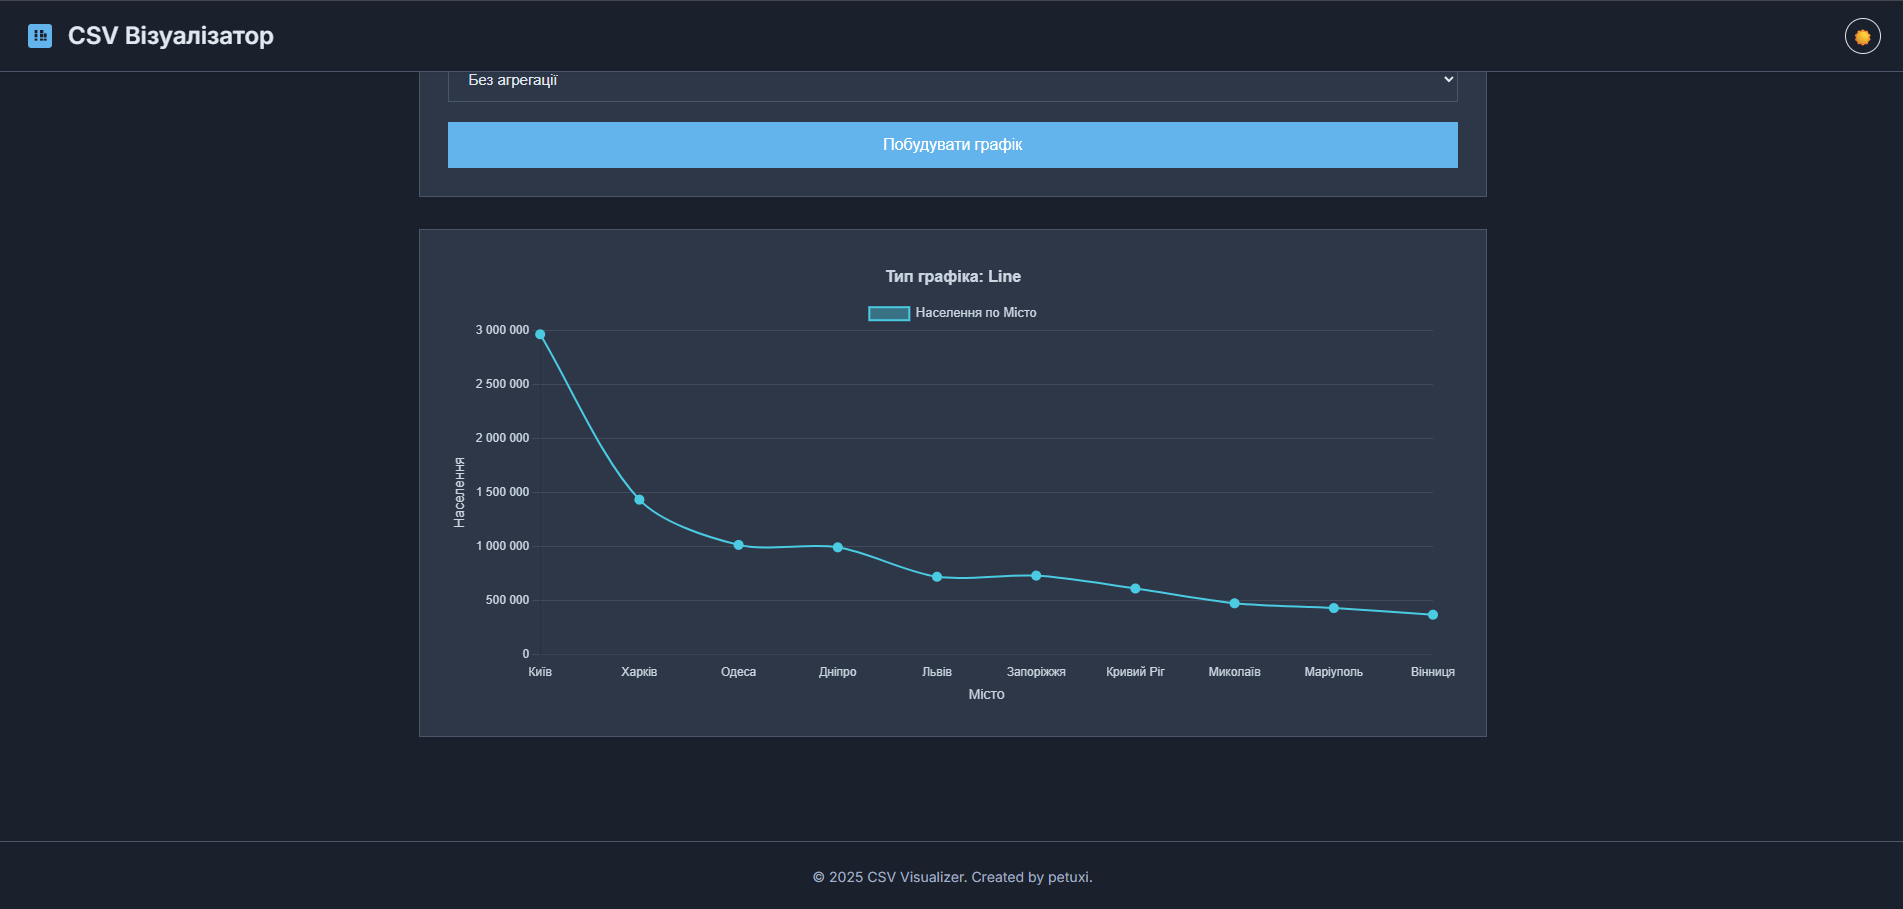 CSV Візуалізатор
Без агрегації
Побудувати графік
Тип графіка: Line
Населення по Місто
3 000 000
2 500 000
2 000 000
1 500 000
1 000 000
500 000
0
Населення
Київ Харків Одеса Дніпро Львів Запоріжжя Кривий Ріг Миколаїв Маріуполь Вінниця
Місто
© 2025 CSV Visualizer. Created by petuxi.